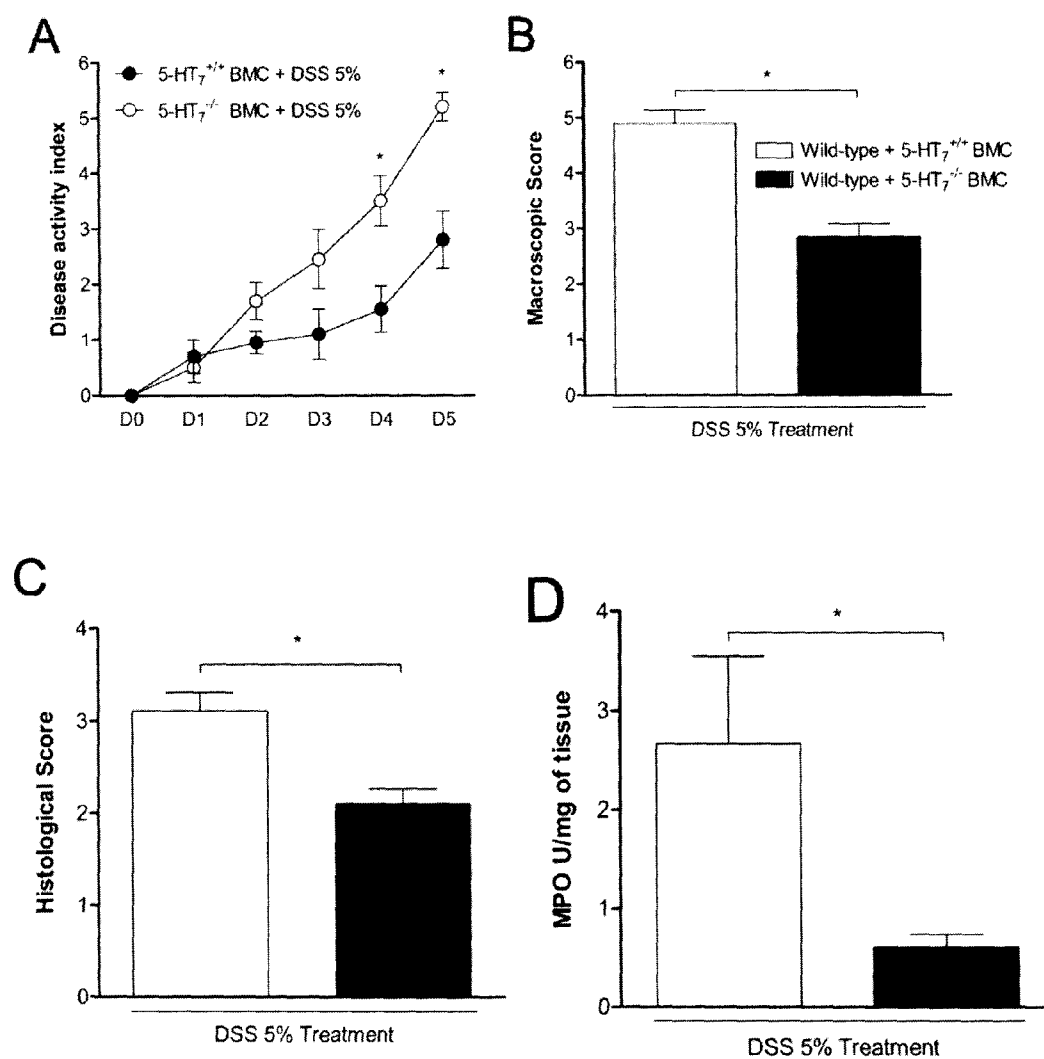 A
Disease activity index
6
5
4
3
2
1
0
5-HT7+/+ BMC + DSS 5%
5-HT7-/- BMC + DSS 5%
*
*
D0 D1 D2 D3 D4 D5
B
Macroscopic Score
6
5
4
3
2
1
0
*
Wild-type + 5-HT7+/+ BMC
Wild-type + 5-HT7-/- BMC
DSS 5% Treatment
C
Histological Score
4
3
2
1
0
*
DSS 5% Treatment
D
MPO U/mg of tissue
4
3
2
1
0
*
DSS 5% Treatment